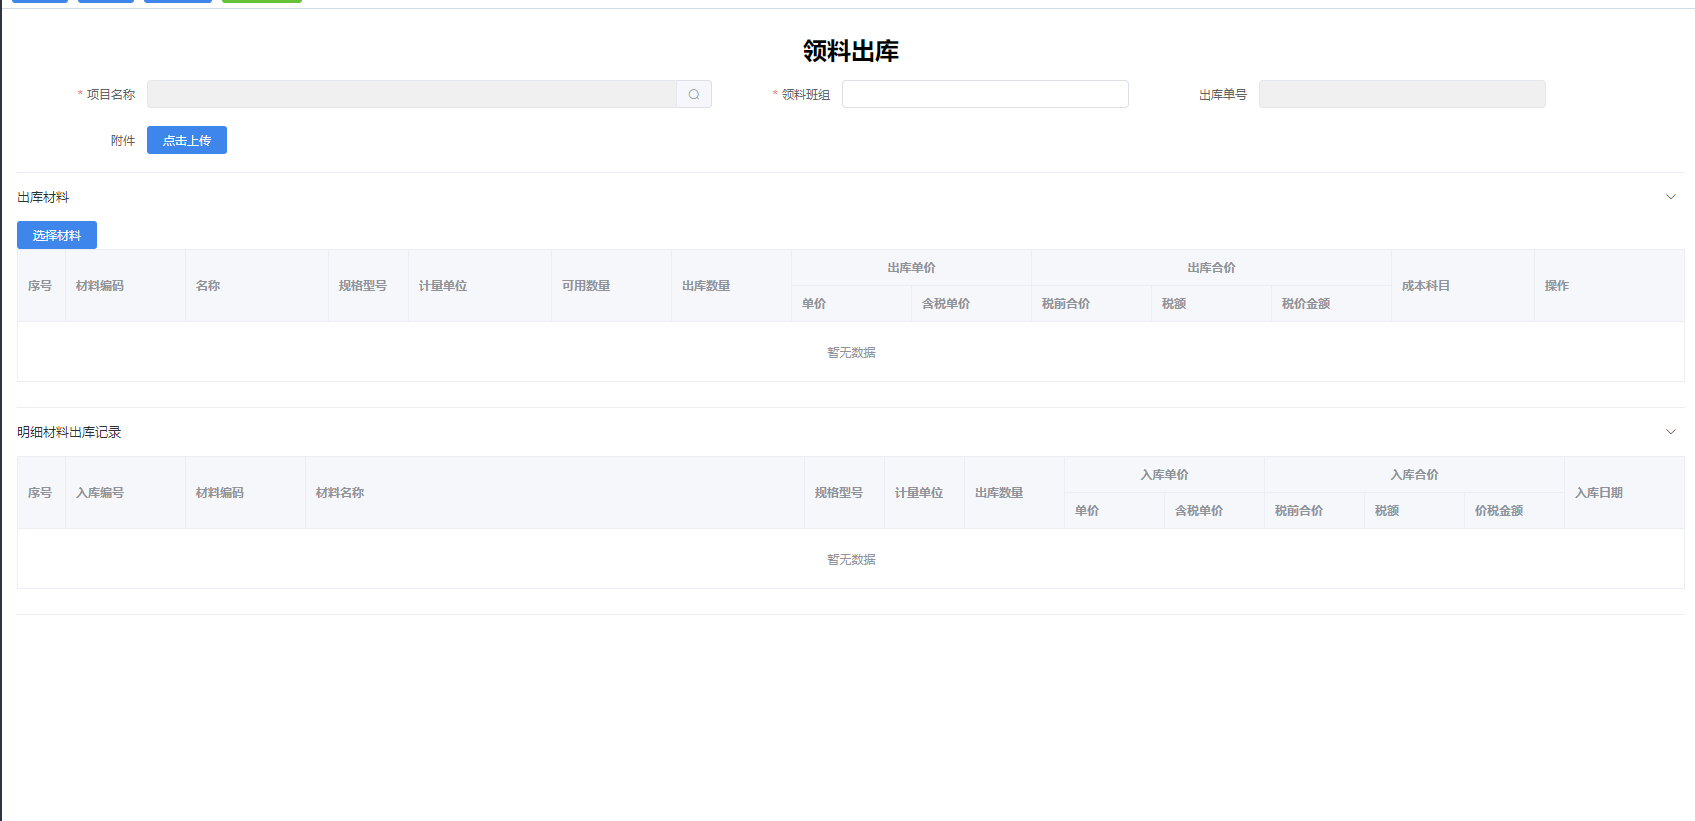 领料出库
* 项目名称
* 领料班组
出库单号
附件 点击上传
出库材料
选择材料
序号 材料编码 名称 规格型号 计量单位 可用数量 出库数量 出库单价 出库合价 成本科目 操作
单价 含税单价 税前合价 税额 税价金额
暂无数据
明细材料出库记录
序号 入库编号 材料编码 材料名称 规格型号 计量单位 出库数量 入库单价 入库合价 入库日期
单价 含税单价 税前合价 税额 价税金额
暂无数据